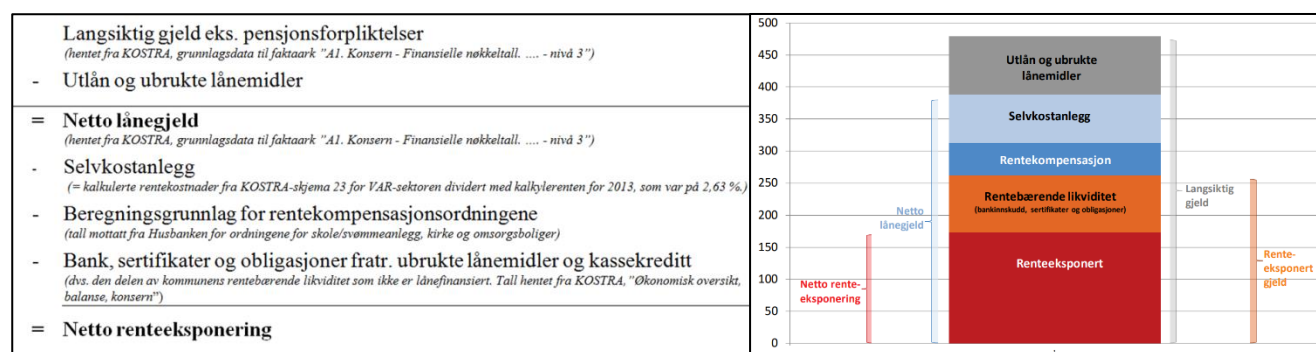 Langsiktig gjeld eks. pensjonsforpliktelser
(hentet fra KOSTRA, grunnlagsdata til faktaark ”A1. Konsern - Finansielle nøkkeltall. .... - nivå 3”)
- Utlån og ubrukte lånemidler
= Netto lånegjeld
(hentet fra KOSTRA, grunnlagsdata til faktaark ”A1. Konsern - Finansielle nøkkeltall. .... - nivå 3”)
- Selvkostanlegg
(= kalkulerte rentekostnader fra KOSTRA-skjema 23 for VAR-sektoren dividert med kalkylerenten for 2013, som var på 2,63 %.)
- Beregningsgrunnlag for rentekompensasjonsordningene
(tall mottatt fra Husbanken for ordningene for skole/svømmeanlegg, kirke og omsorgsboliger)
- Bank, sertifikater og obligasjoner fratr. ubrukte lånemidler og kassekreditt
(dvs. den delen av kommunens rentebærende likviditet som ikke er lånefinansiert. Tall hentet fra KOSTRA, ”Økonomisk oversikt,
balanse, konsern”)
= Netto renteeksponering
500
450
400
350
300
250
200
150
100
50
0
Utlån og ubrukte
lånemidler
Selvkostanlegg
Rentekompensasjon
Rentebærende likviditet
(bankinnskudd, sertifikater og obligasjoner)
Renteeksponert
Netto rente-
eksponering
Netto
lånegjeld
Langsiktig
gjeld
Rente-
eksponert
gjeld